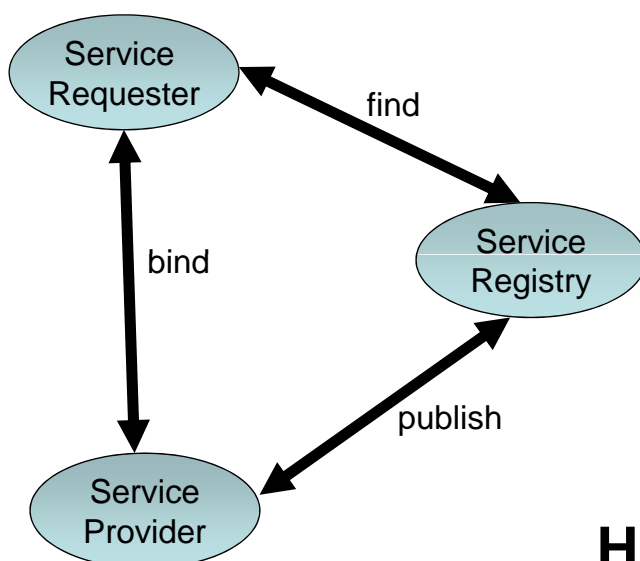 Service
Requester
find
Service
Registry
bind
publish
Service
Provider
H